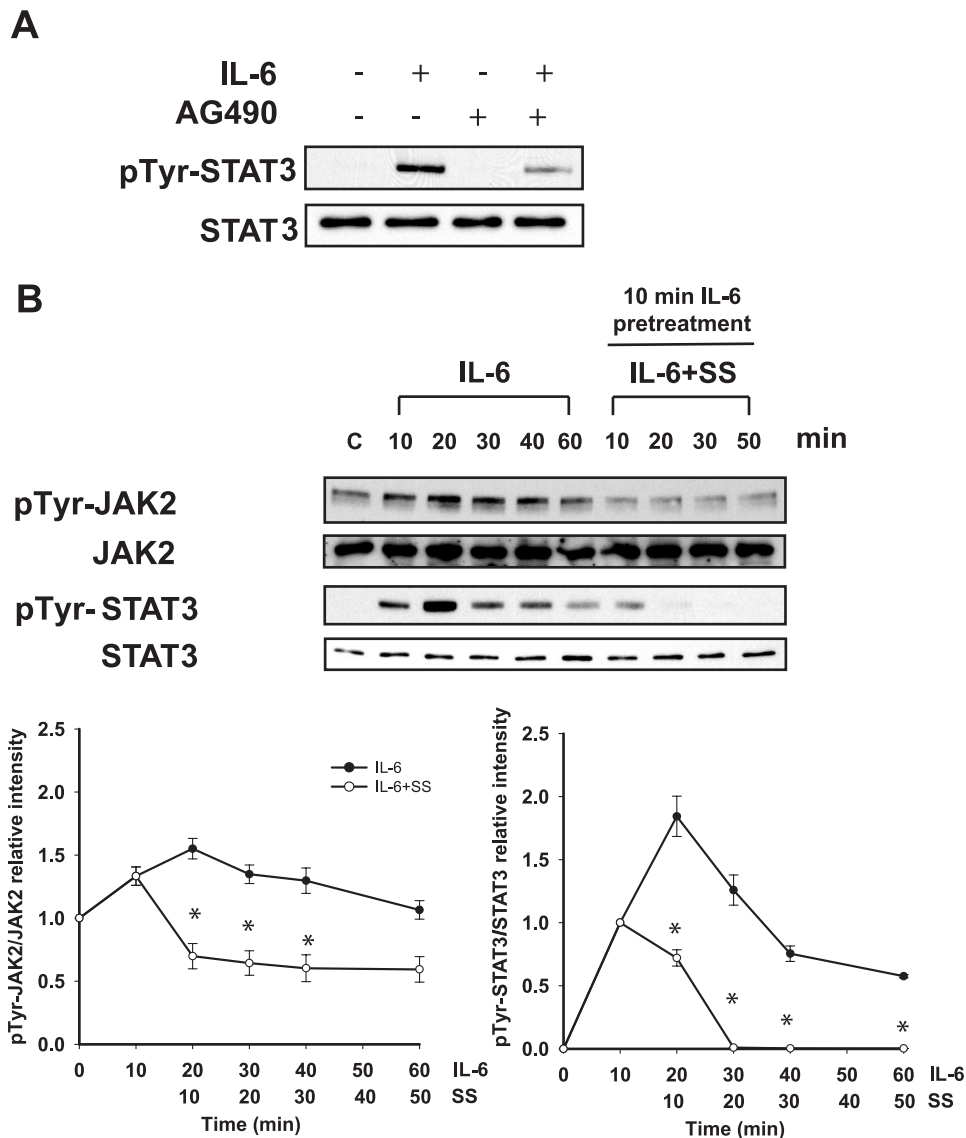 A
IL-6 - + - +
AG490 - - + +
pTyr-STAT3
STAT3
B
10 min IL-6
pretreatment
IL-6 IL-6+SS
C 10 20 30 40 60 10 20 30 50 min
pTyr-JAK2
JAK2
pTyr-STAT3
STAT3
pTyr-JAK2/JAK2 relative intensity
2.5
2.0
1.5
1.0
0.5
0.0
IL-6
IL-6+SS
* * *
0 10 20 30 40 50 60 IL-6
10 20 30 40 50 SS
Time (min)
pTyr-STAT3/STAT3 relative intensity
2.5
2.0
1.5
1.0
0.5
0.0
* * * *
0 10 20 30 40 50 60 IL-6
10 20 30 40 50 SS
Time (min)